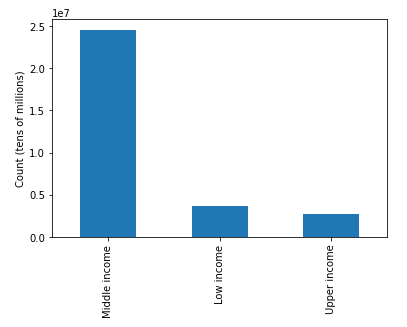 1e7
2.5
2.0
1.5
1.0
0.5
0.0
Count (tens of millions)
Middle income
Low income
Upper income